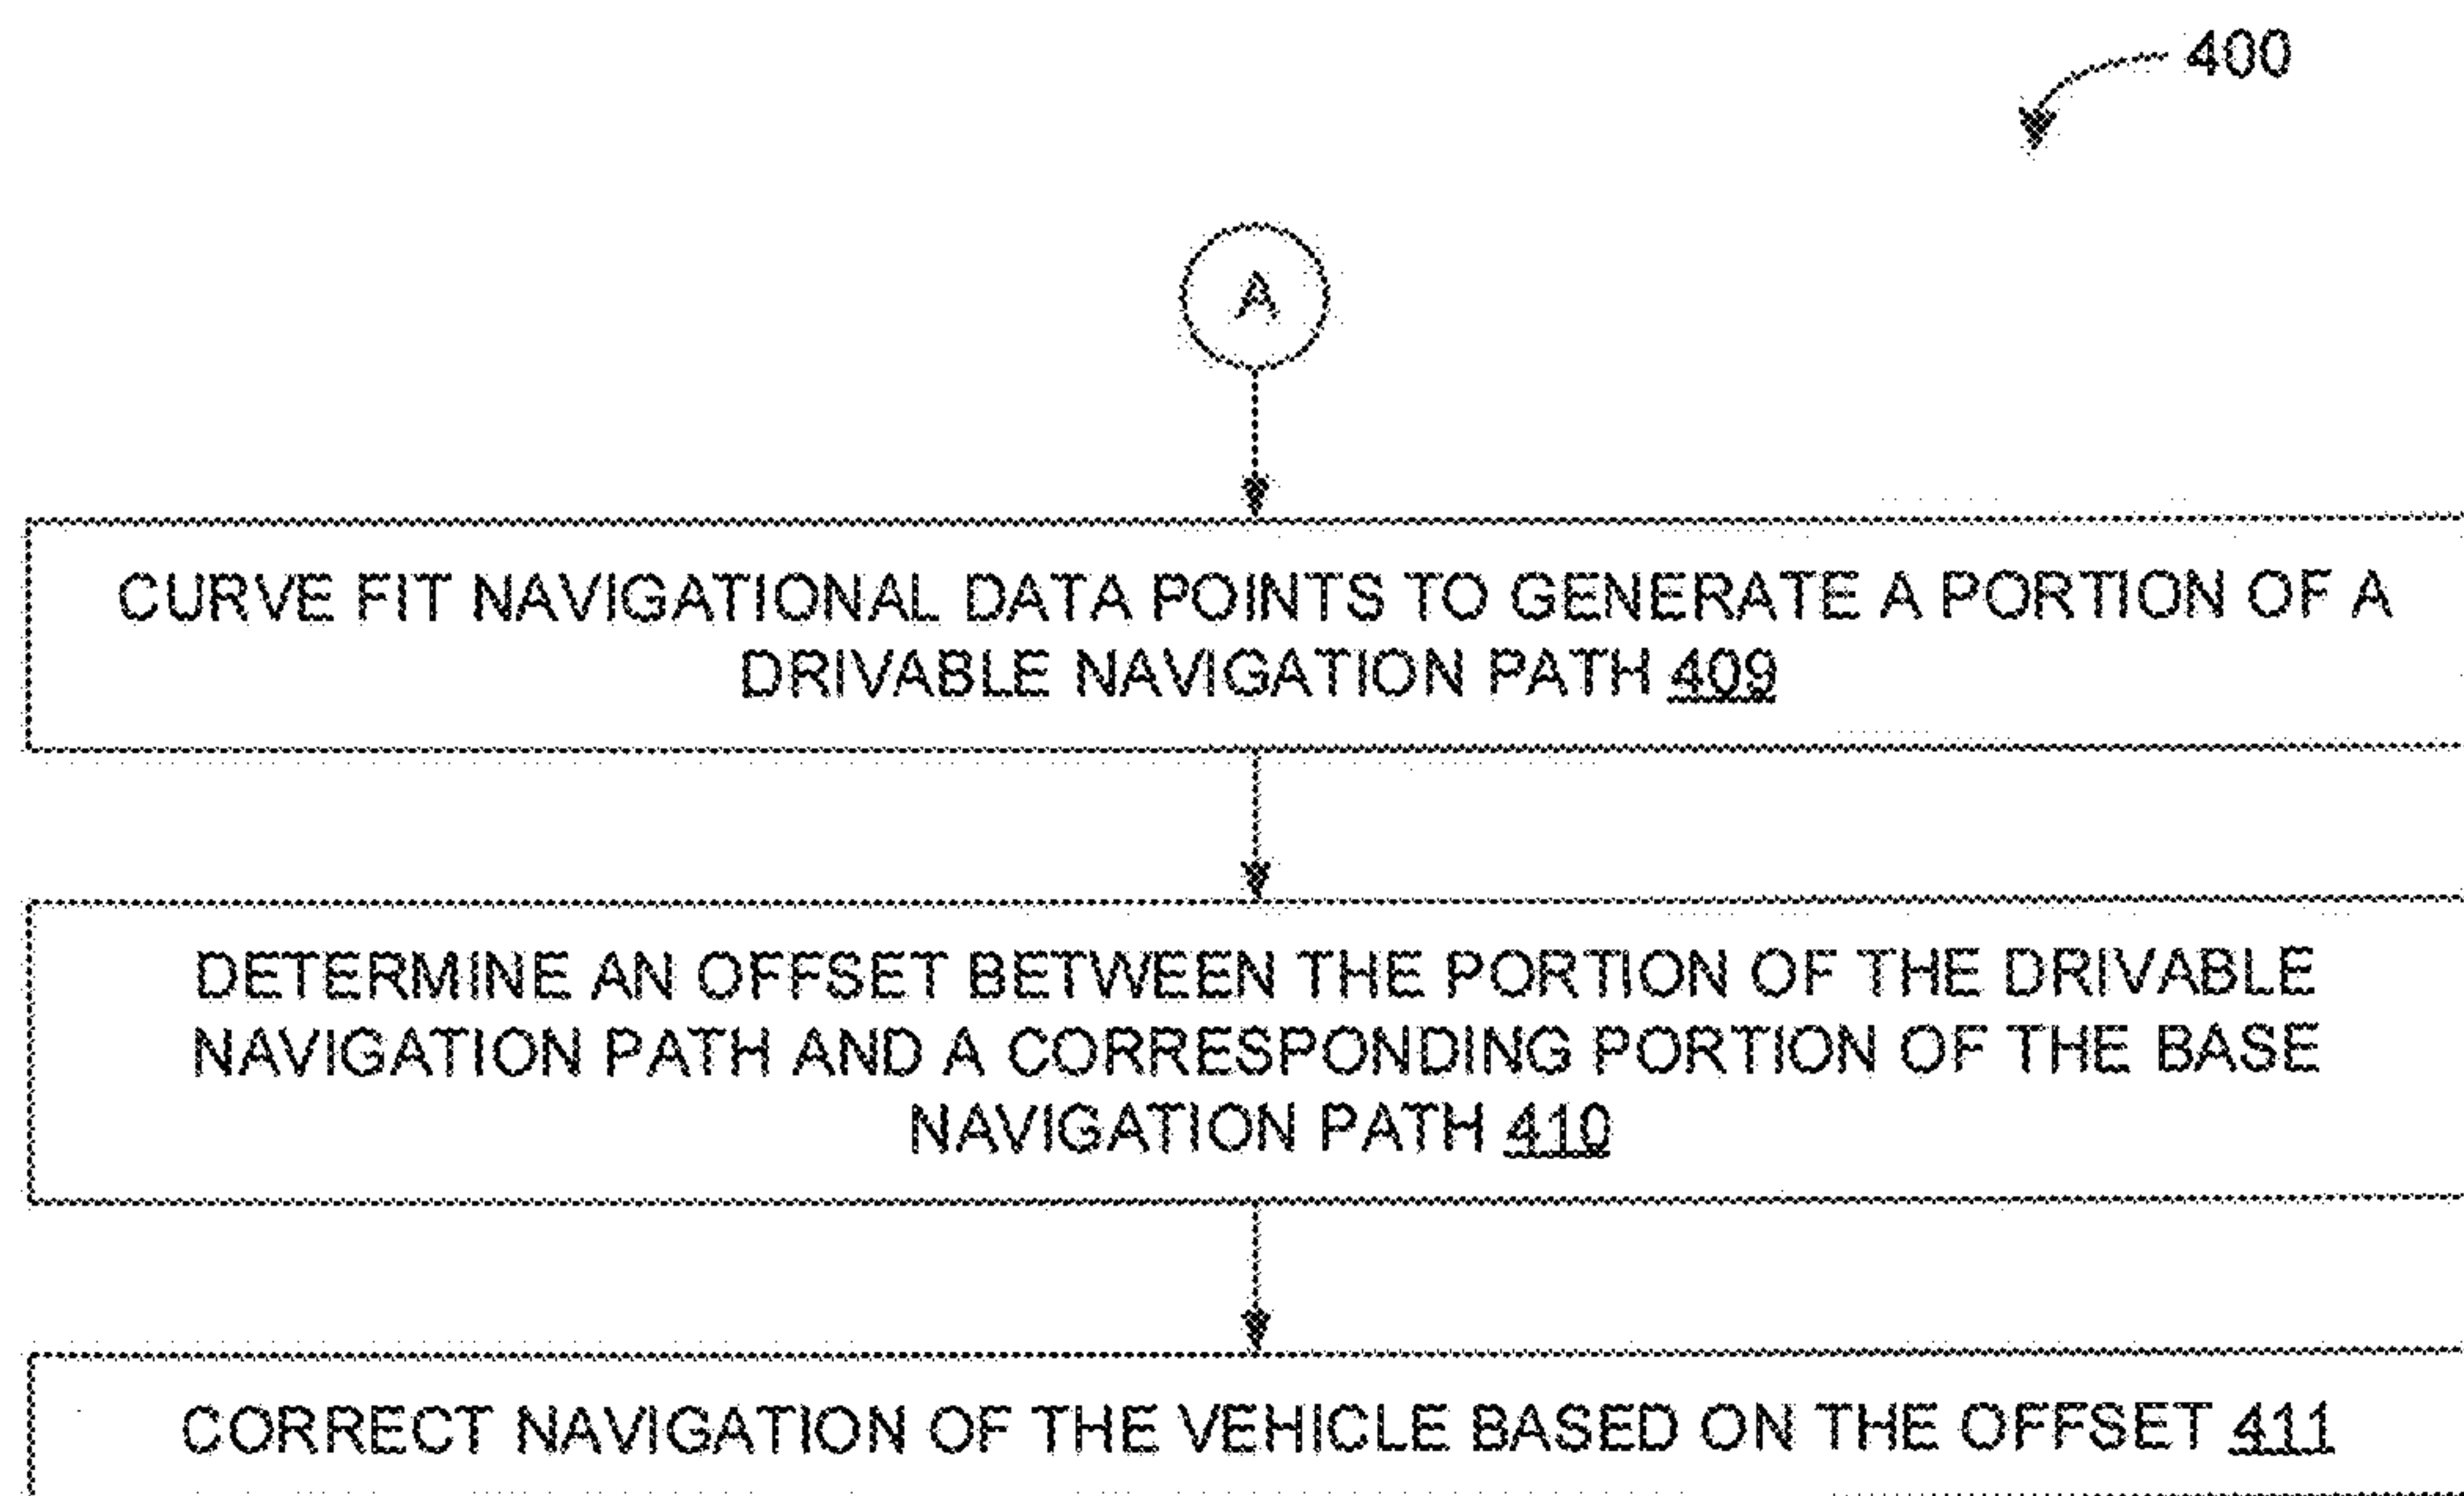 400
A
CURVE FIT NAVIGATIONAL DATA POINTS TO GENERATE A PORTION OF A
DRIVABLE NAVIGATION PATH 409
DETERMINE AN OFFSET BETWEEN THE PORTION OF THE DRIVABLE
NAVIGATION PATH AND A CORRESPONDING PORTION OF THE BASE
NAVIGATION PATH 410
CORRECT NAVIGATION OF THE VEHICLE BASED ON THE OFFSET 411